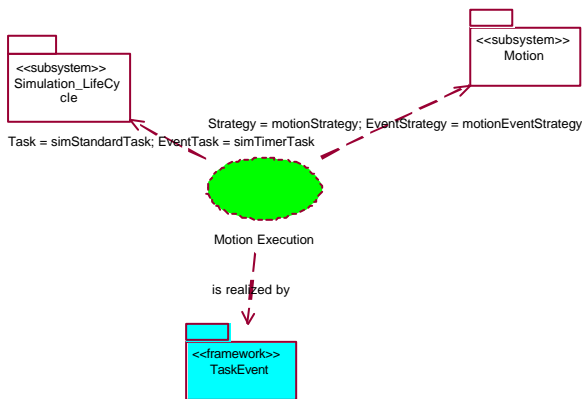 <<subsystem>>
Simulation_LifeCy
cle
<<subsystem>>
Motion
Strategy = motionStrategy; EventStrategy = motionEventStrategy
Task = simStandardTask; EventTask = simTimerTask
Motion Execution
is realized by
<<framework>>
TaskEvent